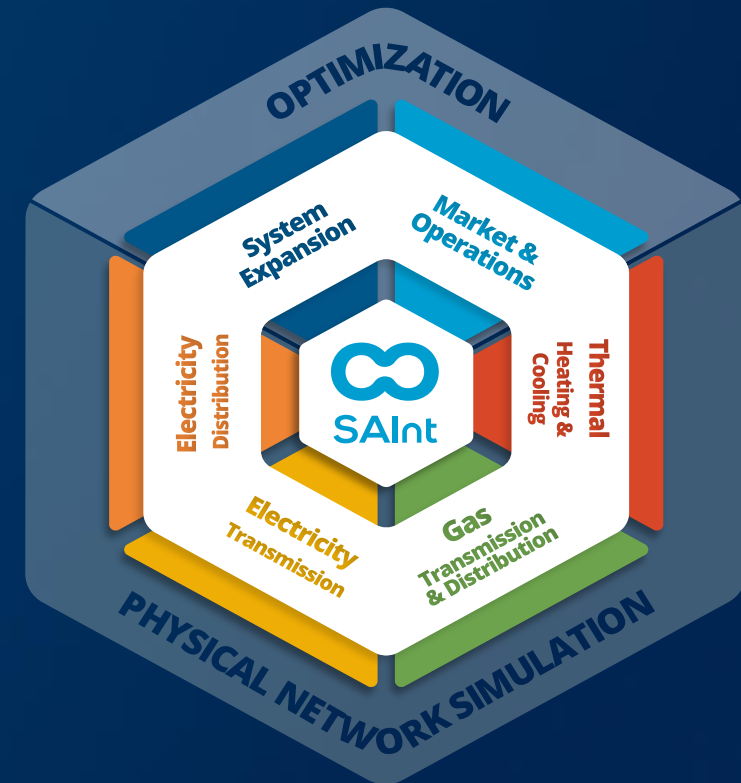 OPTIMIZATION
System
Expansion
Market &
Operations
Electricity
Distribution
SAInt
Thermal
Heating &
Cooling
Electricity
Transmission
Gas
Transmission
& Distribution
PHYSICAL NETWORK SIMULATION